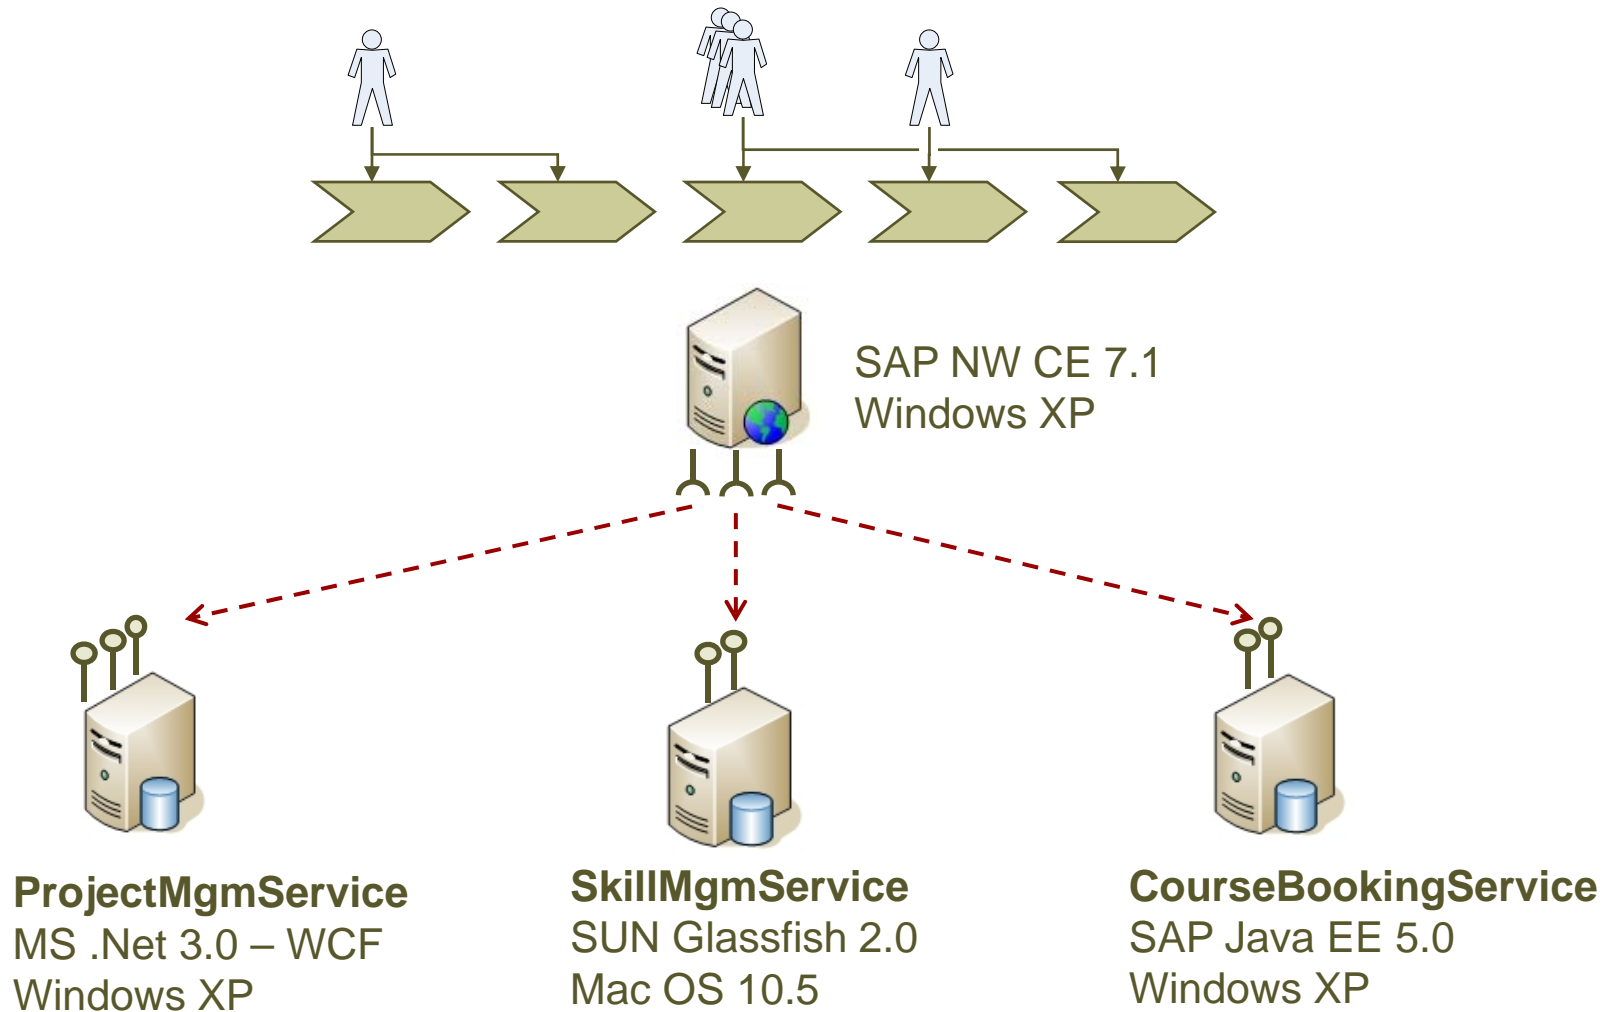 SAP NW CE 7.1
Windows XP
ProjectMgmService
MS .Net 3.0 – WCF
Windows XP
SkillMgmService
SUN Glassfish 2.0
Mac OS 10.5
CourseBookingService
SAP Java EE 5.0
Windows XP